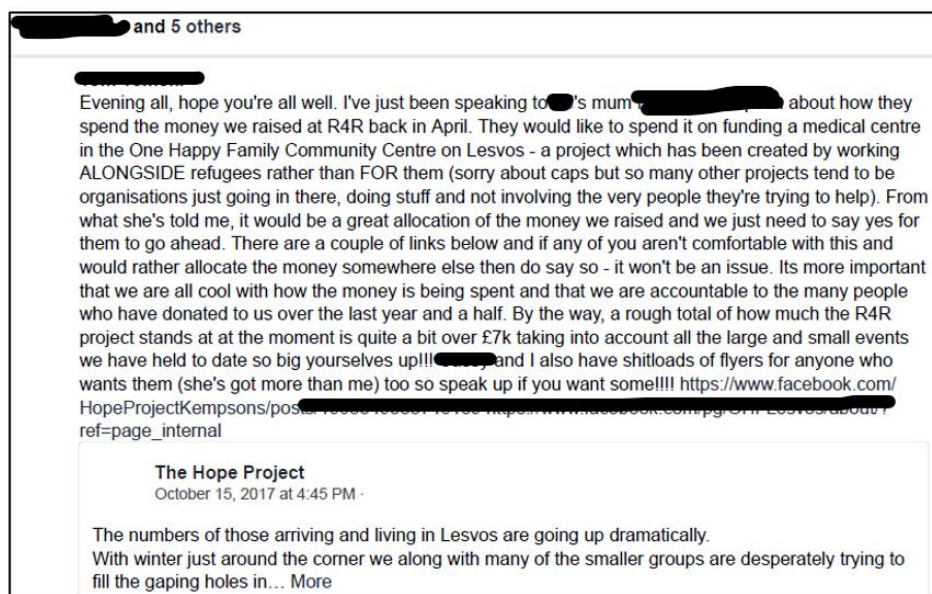 and 5 others
Evening all, hope you're all well. I've just been speaking to 's mum about how they
spend the money we raised at R4R back in April. They would like to spend it on funding a medical centre
in the One Happy Family Community Centre on Lesvos - a project which has been created by working
ALONGSIDE refugees rather than FOR them (sorry about caps but so many other projects tend to be
organisations just going in there, doing stuff and not involving the very people they're trying to help). From
what she's told me, it would be a great allocation of the money we raised and we just need to say yes for
them to go ahead. There are a couple of links below and if any of you aren't comfortable with this and
would rather allocate the money somewhere else then do say so - it won't be an issue. Its more important
that we are all cool with how the money is being spent and that we are accountable to the many people
who have donated to us over the last year and a half. By the way, a rough total of how much the R4R
project stands at at the moment is quite a bit over £7k taking into account all the large and small events
we have held to date so big yourselves up!!! and I also have shitloads of flyers for anyone who
wants them (she's got more than me) too so speak up if you want some!!!! https://www.facebook.com/
HopeProjectKempsons/pos
ref=page_internal
The Hope Project
October 15, 2017 at 4:45 PM ·
The numbers of those arriving and living in Lesvos are going up dramatically.
With winter just around the corner we along with many of the smaller groups are desperately trying to
fill the gaping holes in… More